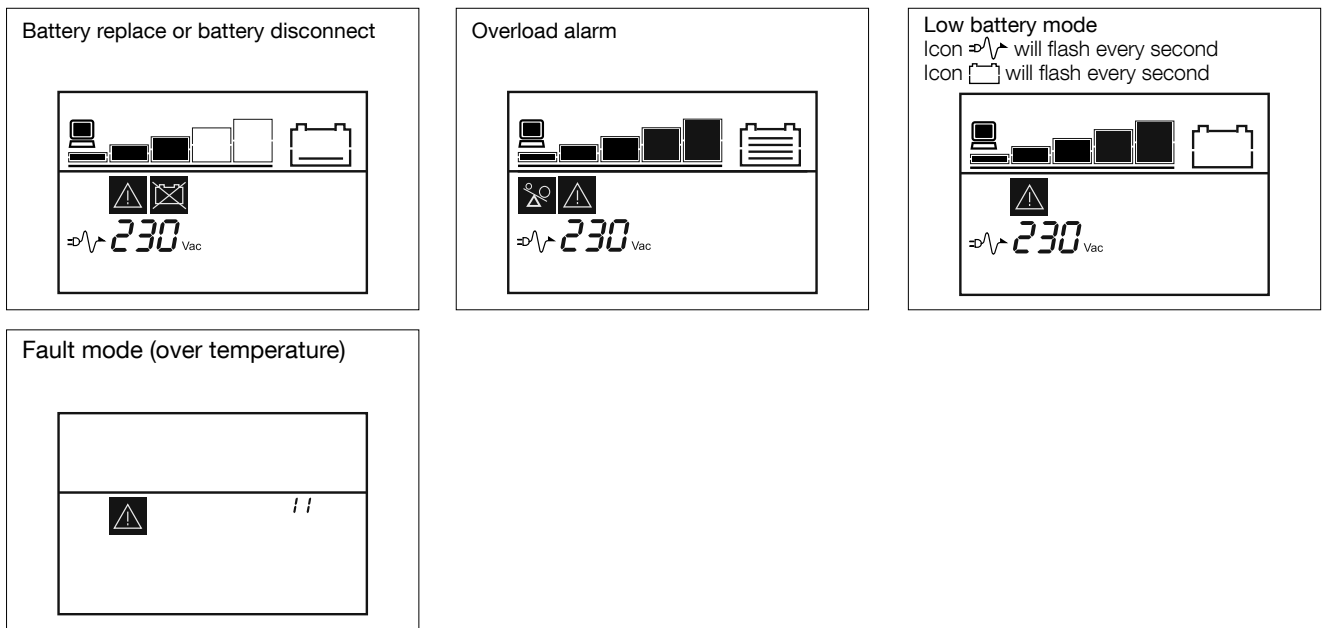 Battery replace or battery disconnect
230 Vac
Overload alarm
230 Vac
Low battery mode
Icon will flash every second
Icon will flash every second
230 Vac
Fault mode (over temperature)
11